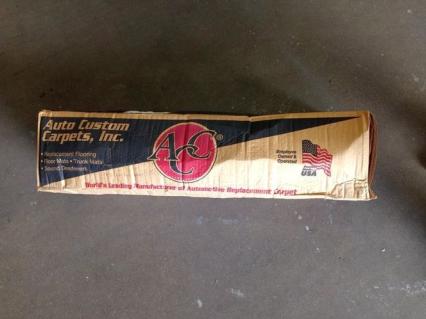 Auto Custom
Carpets, Inc.
• Replacement Flooring
• Floor Mats • Trunk Mats
• Sound Deadeners
ACC®
Employee
Owned &
Operated
USA
World's Leading Manufacturer of Automotive Replacement Carpet